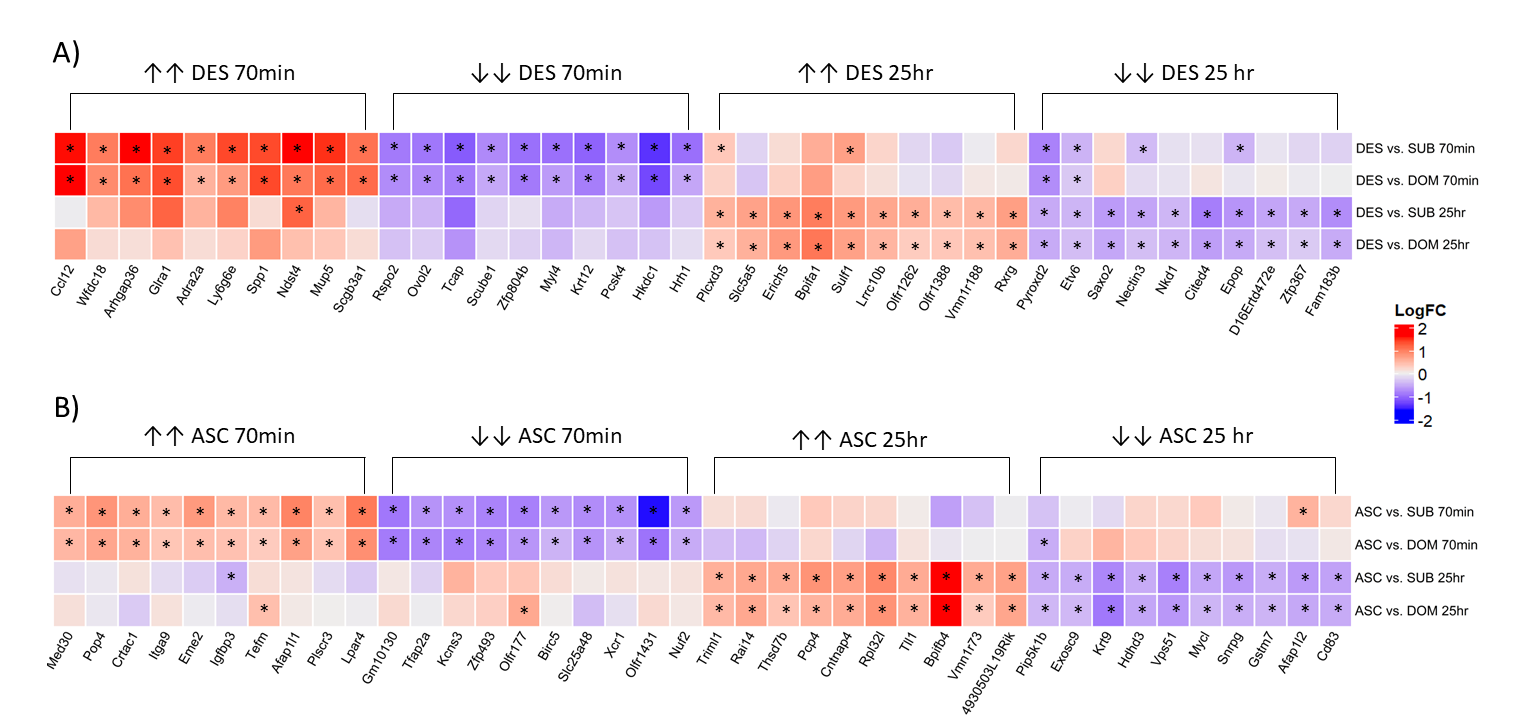 A)
↑↑ DES 70min ↓↓ DES 70min ↑↑ DES 25hr ↓↓ DES 25 hr
* * * * * * * * * * * * * * * * * * * * * * * * * * DES vs. SUB 70min
* * * * * * * * * * * * * * * * * * * * * * DES vs. DOM 70min
* * * * * * * * * * * * * * * * * * * * * DES vs. SUB 25hr
* * * * * * * * * * * * * * * * * * * * DES vs. DOM 25hr
Ccl12 Wfdc18 Arhgap36 Glra1 Adra2a Ly6g6e Spp1 Ndst4 Mup5 Scgb3a1 Rspo2 Ovol2 Tcap Scube1 Zfp804b Myl4 Krt12 Pcsk4 Hkdc1 Hrh1 Plcxd3 Slc5a5 Erich5 Bpifa1 Sulf1 Lrrc10b Olfr1262 Olfr1388 Vmn1r188 Rxrg Pyroxd2 Etv6 Saxo2 Nectin3 Nkd1 Cited4 Epop D16Ertd472e Zfp367 Fam183b
LogFC
2
1
0
-1
-2
B)
↑↑ ASC 70min ↓↓ ASC 70min ↑↑ ASC 25hr ↓↓ ASC 25 hr
* * * * * * * * * * * * * * * * * * * * * ASC vs. SUB 70min
* * * * * * * * * * * * * * * * * * * * * ASC vs. DOM 70min
* * * * * * * * * * * * * * * * * * * * * ASC vs. SUB 25hr
* * * * * * * * * * * * * * * * * * * * * * ASC vs. DOM 25hr
Med30 Pop4 Crtac1 Itga9 Eme2 Igfbp3 Tefm Afap1l1 Plscr3 Lpar4 Gm10130 Tfap2a Kcns3 Zfp493 Olfr177 Birc5 Slc25a48 Xcr1 Olfr1431 Nuf2 Triml1 Rai14 Thsd7b Pcp4 Cntnap4 Rpl32l Tll1 Bpifb4 Vmn1r73 4930503L19Rik Pip5k1b Exosc9 Krt9 Hdhd3 Vps51 Mycl Snrpg Gstm7 Afap1l2 Cd83